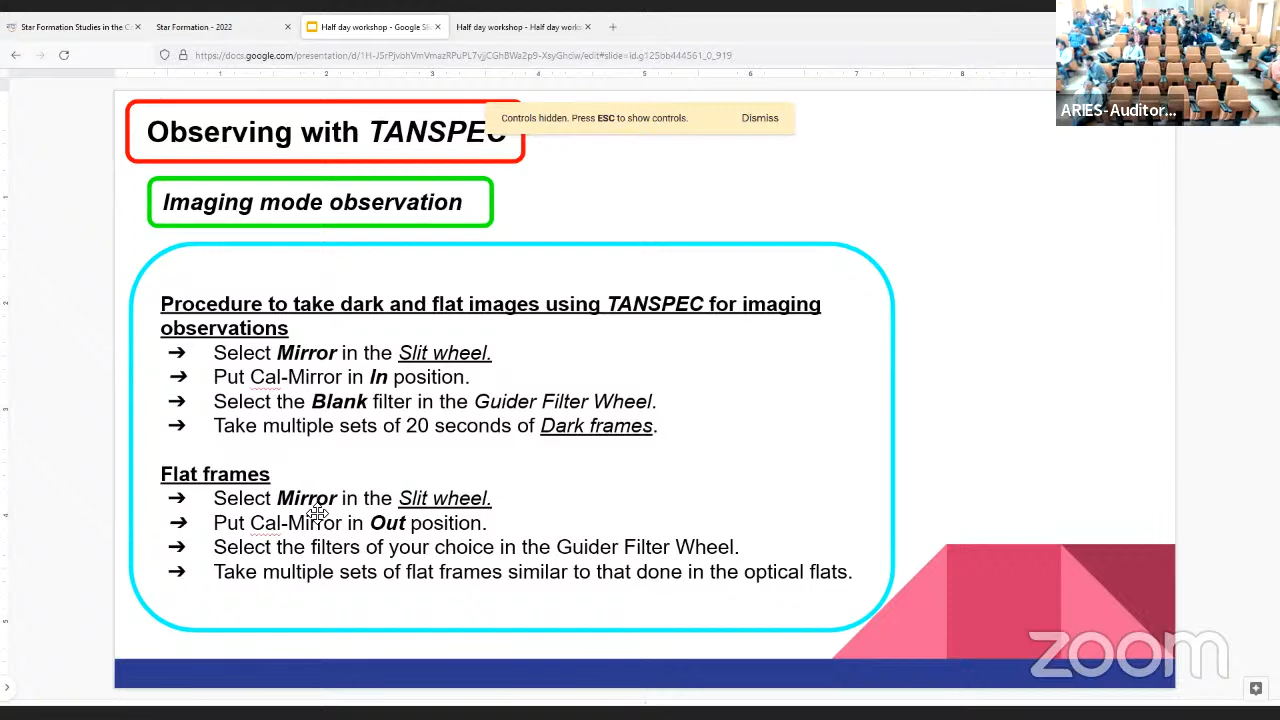 Star Formation Studies in the C
Star Formation - 2022
Half day workshop - Google Sli
Half day workshop - Half day work
ARIES-Auditor...
Controls hidden. Press ESC to show controls. Dismiss
Observing with TANSPEC
Imaging mode observation
Procedure to take dark and flat images using TANSPEC for imaging
observations
➔ Select Mirror in the Slit wheel.
➔ Put Cal-Mirror in In position.
➔ Select the Blank filter in the Guider Filter Wheel.
➔ Take multiple sets of 20 seconds of Dark frames.
Flat frames
➔ Select Mirror in the Slit wheel.
➔ Put Cal-Mirror in Out position.
➔ Select the filters of your choice in the Guider Filter Wheel.
➔ Take multiple sets of flat frames similar to that done in the optical flats.
zoom